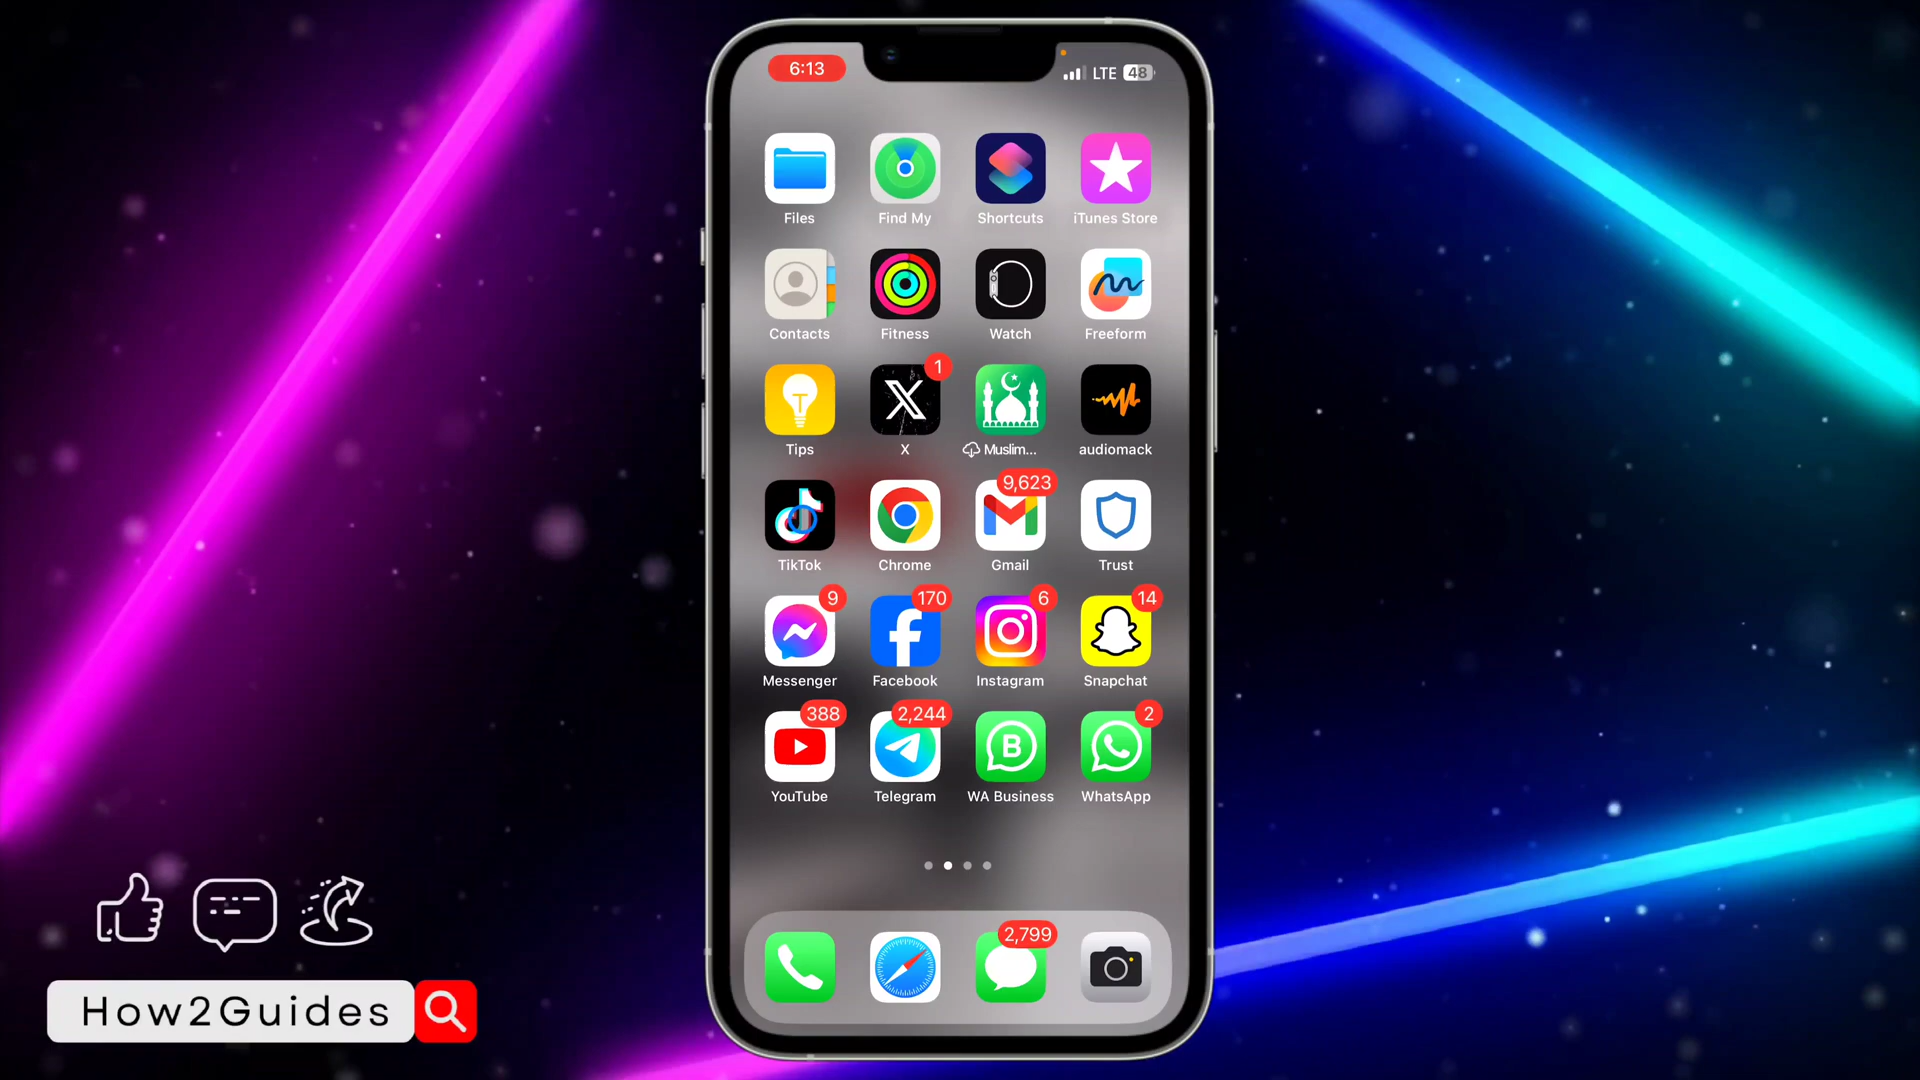 6:13
LTE 48
Files Find My Shortcuts iTunes Store
Contacts Fitness Watch Freeform
1
Tips X Muslim... audiomack
9,623
TikTok Chrome Gmail Trust
9 170 6 14
Messenger Facebook Instagram Snapchat
388 2,244 2
B
YouTube Telegram WA Business WhatsApp
2,799
How2Guides